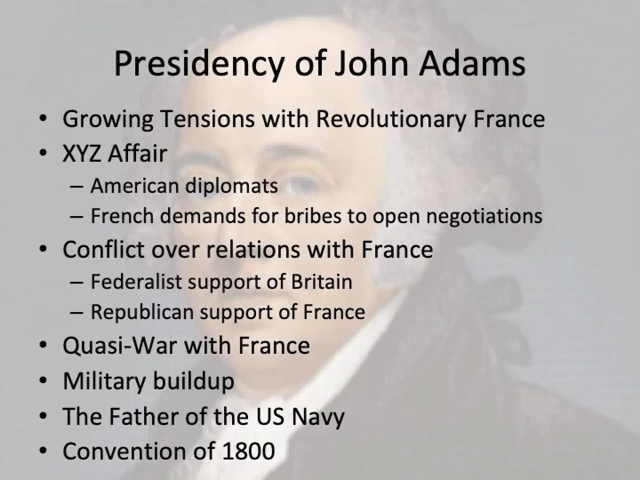 Presidency of John Adams
• Growing Tensions with Revolutionary France
• XYZ Affair
– American diplomats
– French demands for bribes to open negotiations
• Conflict over relations with France
– Federalist support of Britain
– Republican support of France
• Quasi-War with France
• Military buildup
• The Father of the US Navy
• Convention of 1800